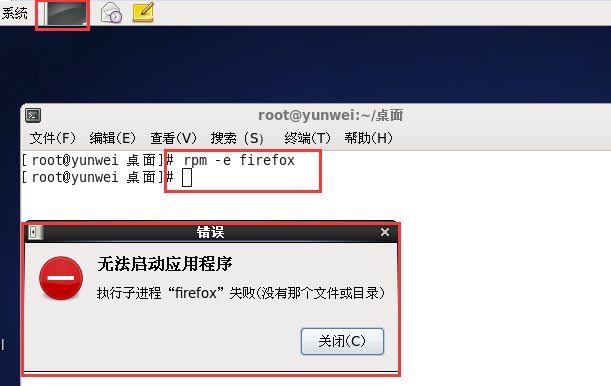 系统
root@yunwei:~/桌面
文件(F) 编辑(E) 查看(V) 搜索 (S) 终端(T) 帮助(H)
[root@yunwei 桌面]# rpm -e firefox
[root@yunwei 桌面]#
错误
无法启动应用程序
执行子进程“firefox”失败(没有那个文件或目录)
关闭(C)